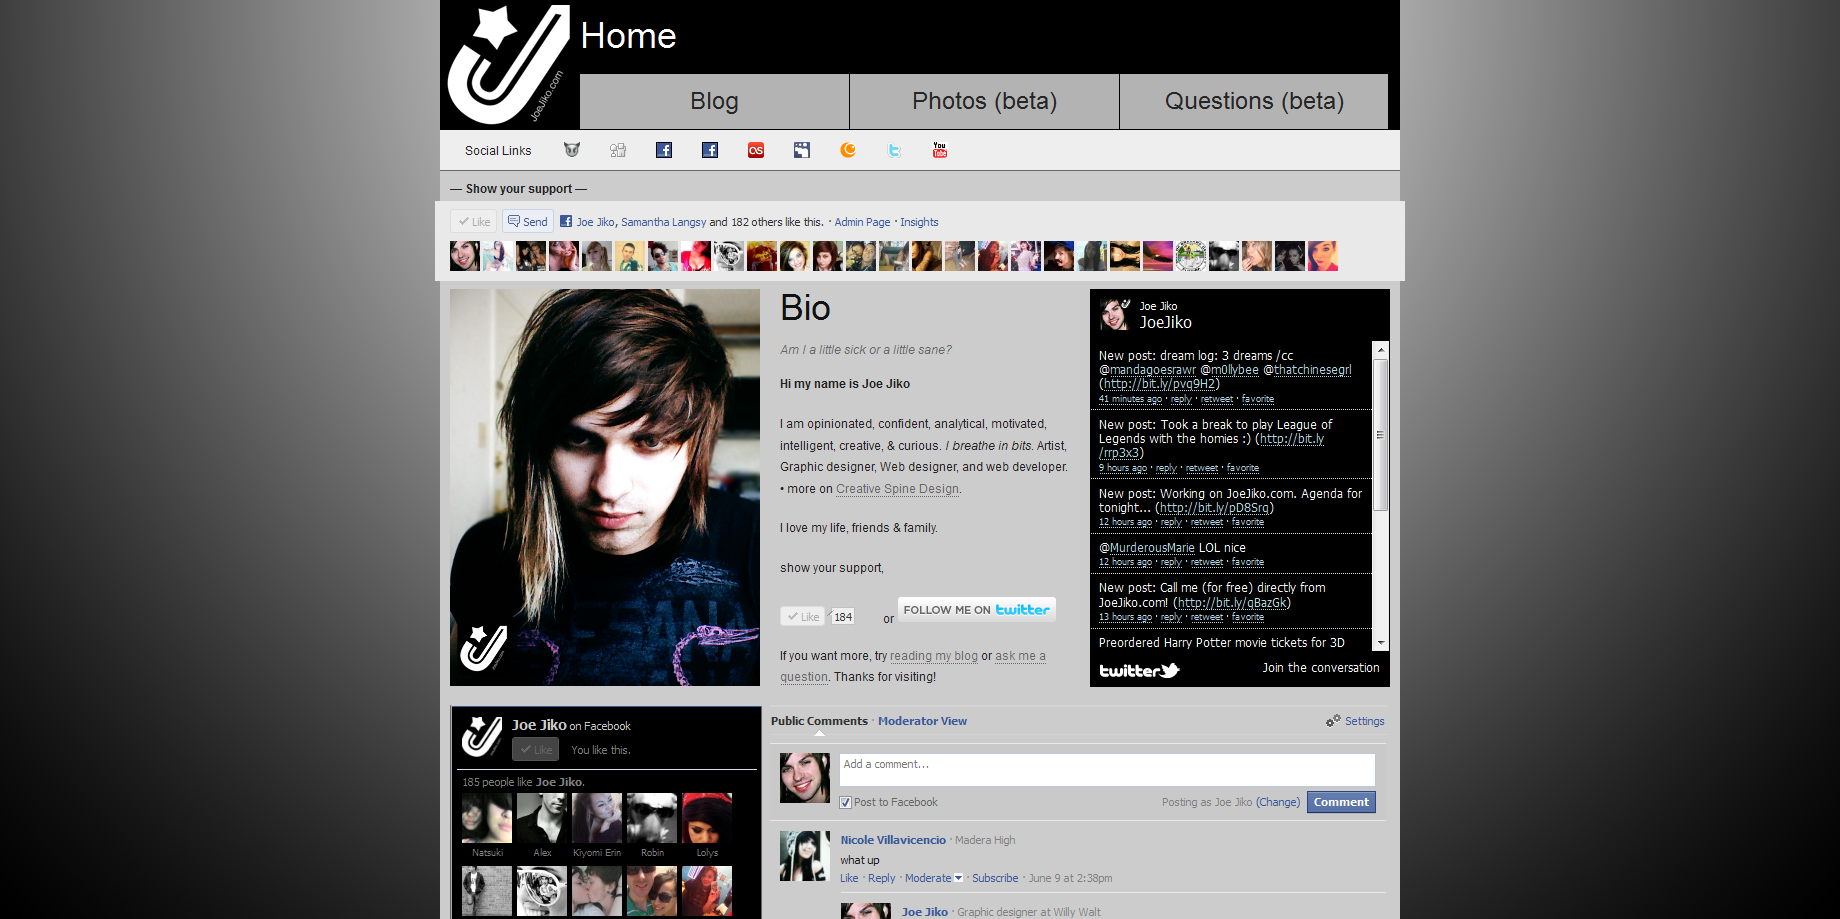 JoeJiko.com
Home
Blog
Photos (beta)
Questions (beta)
Social Links
You
Tube
— Show your support —
Like
Send
Joe Jiko, Samantha Langsy and 182 others like this. · Admin Page · Insights
Bio
Am I a little sick or a little sane?
Hi my name is Joe Jiko
I am opinionated, confident, analytical, motivated,
intelligent, creative, & curious. I breathe in bits. Artist,
Graphic designer, Web designer, and web developer.
• more on Creative Spine Design.
I love my life, friends & family.
show your support,
Like
184
or
FOLLOW ME ON twitter
If you want more, try reading my blog or ask me a
question. Thanks for visiting!
Joe Jiko
JoeJiko
New post: dream log: 3 dreams /cc
@mandagoesrawr @m0llybee @thatchinesegrl
(http://bit.ly/pvq9H2)
41 minutes ago · reply · retweet · favorite
New post: Took a break to play League of
Legends with the homies :) (http://bit.ly
/rrp3x3)
9 hours ago · reply · retweet · favorite
New post: Working on JoeJiko.com. Agenda for
tonight... (http://bit.ly/pD8Srq)
12 hours ago · reply · retweet · favorite
@MurderousMarie LOL nice
12 hours ago · reply · retweet · favorite
New post: Call me (for free) directly from
JoeJiko.com! (http://bit.ly/qBazGk)
13 hours ago · reply · retweet · favorite
Preordered Harry Potter movie tickets for 3D
twitter
Join the conversation
Joe Jiko on Facebook
Like
You like this.
185 people like Joe Jiko.
Natsuki
Alex
Kiyomi Erin
Robin
Lolys
Public Comments · Moderator View
Settings
Add a comment...
Post to Facebook
Posting as Joe Jiko (Change)
Comment
Nicole Villavicencio · Madera High
what up
Like · Reply · Moderate · Subscribe · June 9 at 2:38pm
Joe Jiko · Graphic designer at Willy Walt